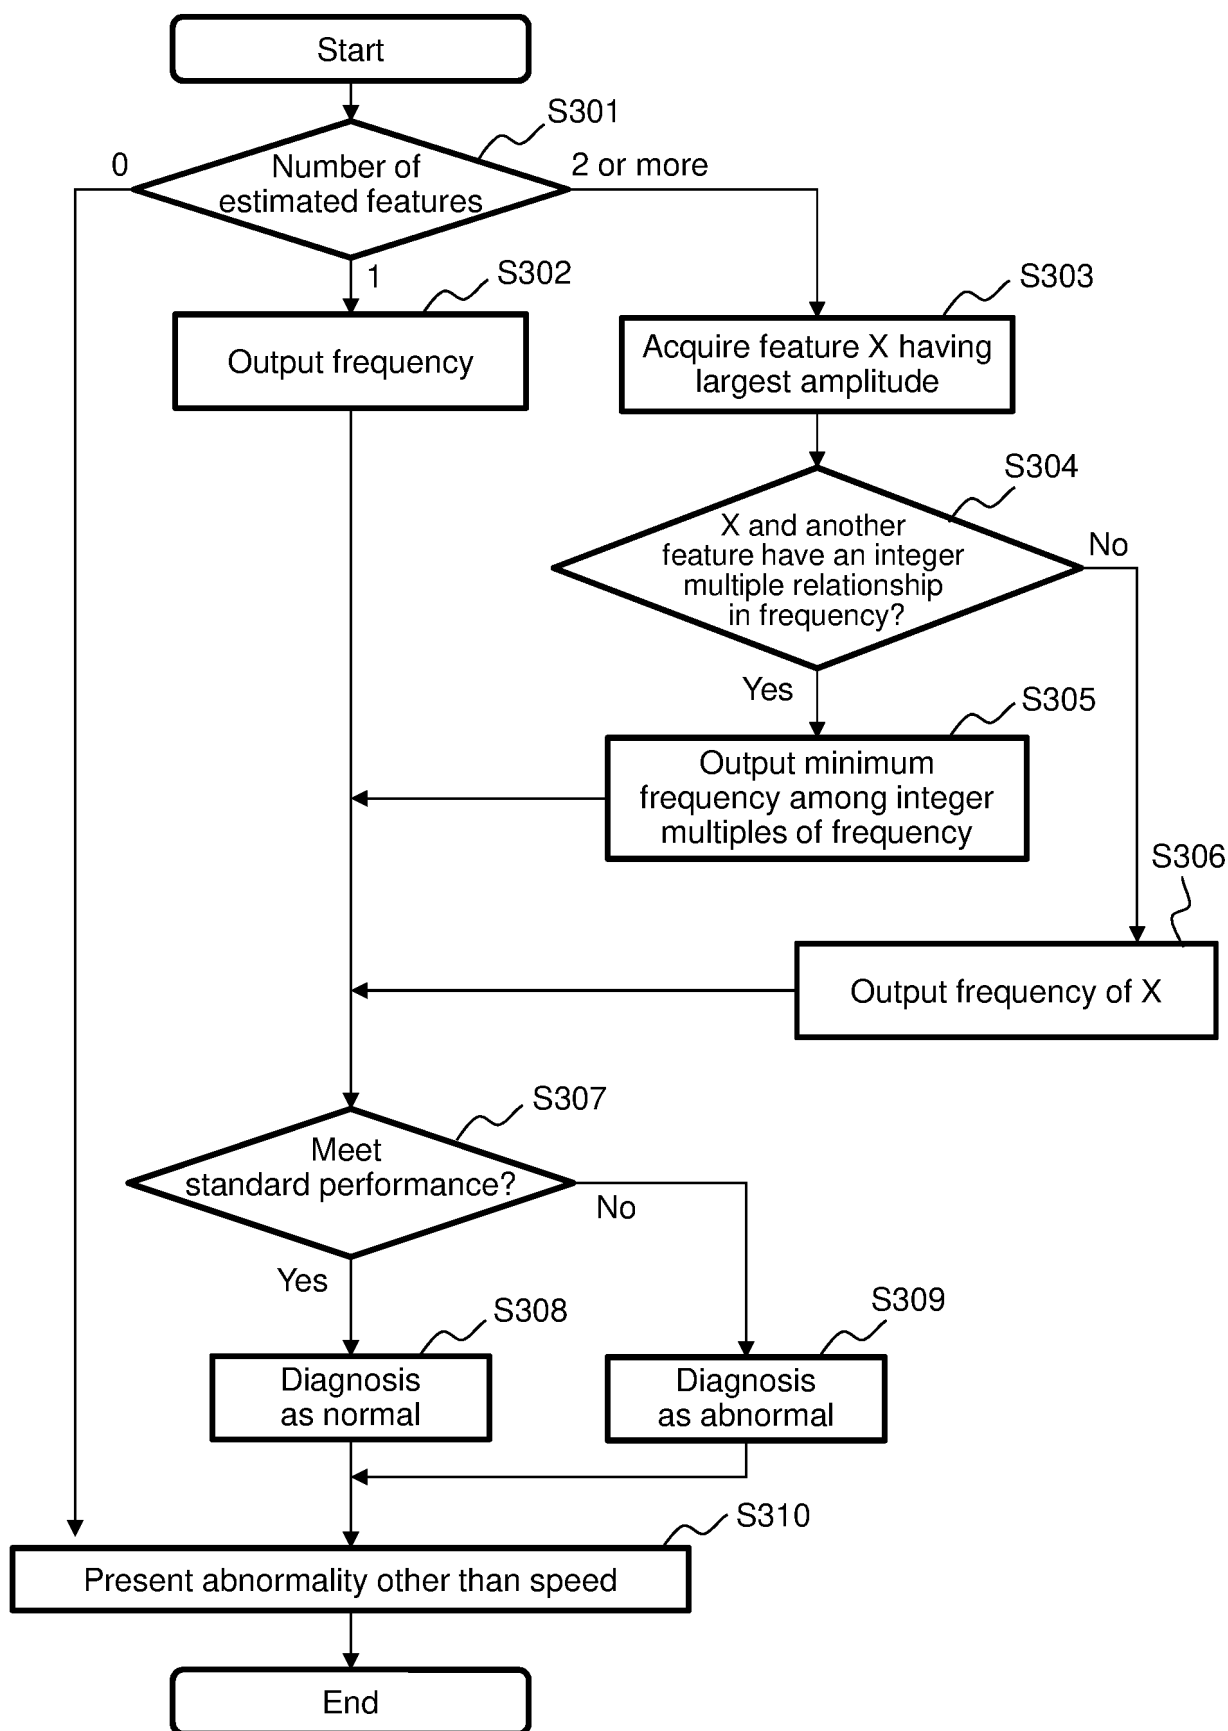 Start
S301
0
Number of
estimated features
2 or more
1
S302
S303
Output frequency
Acquire feature X having
largest amplitude
S304
X and another
feature have an integer
multiple relationship
in frequency?
No
Yes
S305
Output minimum
frequency among integer
multiples of frequency
S306
Output frequency of X
S307
Meet
standard performance?
No
Yes
S308
S309
Diagnosis
as normal
Diagnosis
as abnormal
S310
Present abnormality other than speed
End